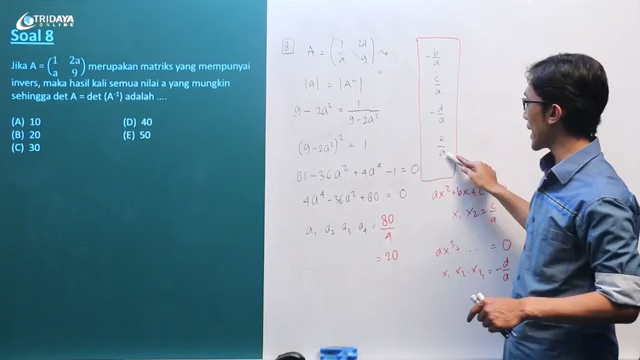 TRIDAYA
ONLINE
Soal 8
Jika A = (1 2a
a 9) merupakan matriks yang mempunyai
invers, maka hasil kali semua nilai a yang mungkin
sehingga det A = det (A⁻¹) adalah ....
(A) 10
(B) 20
(C) 30
(D) 40
(E) 50
8
A = (1 2a
a 9)
|A| = |A⁻¹|
9 - 2a² = 1/(9 - 2a²)
(9 - 2a²)² = 1
81 - 36a² + 4a⁴ - 1 = 0
4a⁴ - 36a² + 80 = 0
a₁ a₂ . a₃ . a₄ = 80/4
= 20
- b/a
c/a
- d/a
e/a
ax² + bx + c
x₁ x₂ = c/a
ax³ + .... = 0
x₁ x₂ . x₃ = - d/a